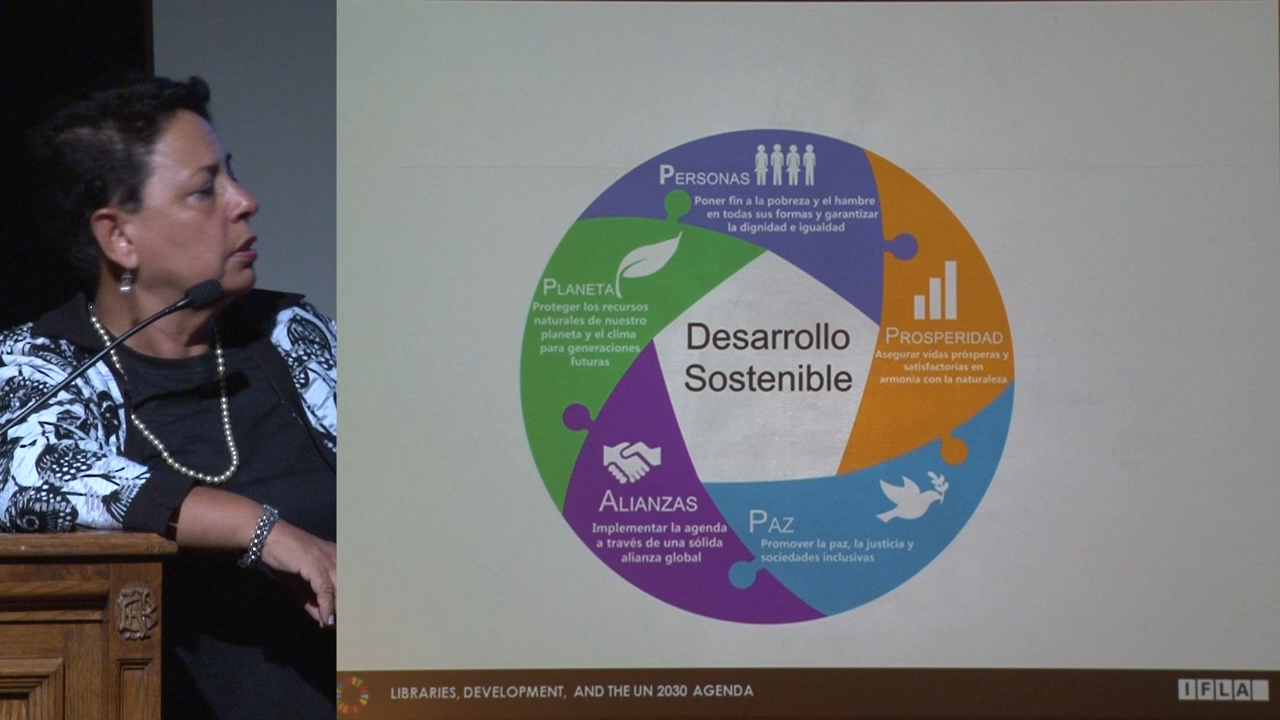 PERSONAS
Poner fin a la pobreza y el hambre
en todas sus formas y garantizar
la dignidad e igualdad
PLANETA
Proteger los recursos
naturales de nuestro
planeta y el clima
para generaciones
futuras
Desarrollo
Sostenible
PROSPERIDAD
Asegurar vidas prósperas y
satisfactorias en
armonía con la naturaleza
ALIANZAS
Implementar la agenda
a través de una sólida
alianza global
PAZ
Promover la paz, la justicia y
sociedades inclusivas
LIBRARIES, DEVELOPMENT, AND THE UN 2030 AGENDA
IFLA